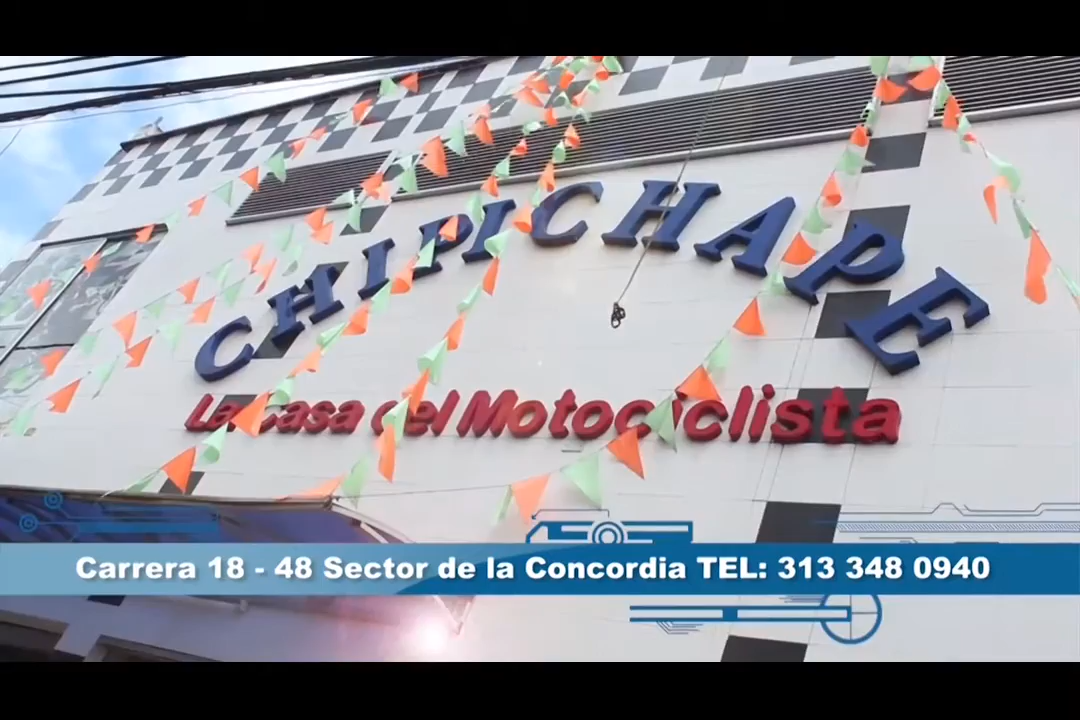 CHIPICHAPE
La Casa del Motociclista
Carrera 18 - 48 Sector de la Concordia TEL: 313 348 0940